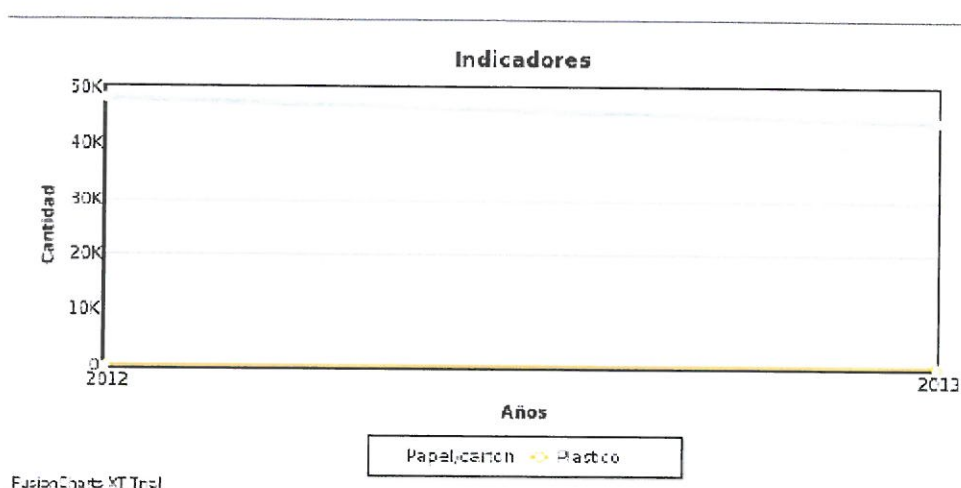 Indicadores
50K
40K
30K
20K
10K
0
Cantidad
2012
2013
Años
Papel/carton Plastico
FusionCharts XT Trial